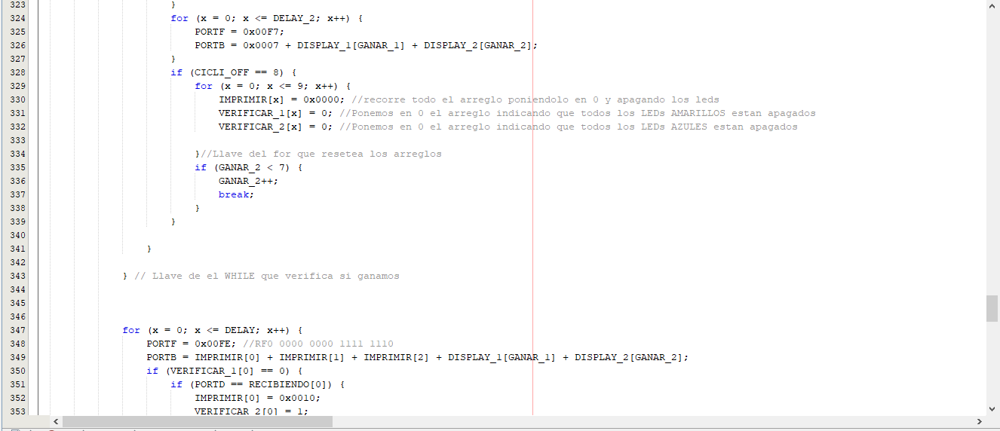 323 }
324 for (x = 0; x <= DELAY_2; x++) {
325 PORTF = 0x00F7;
326 PORTB = 0x0007 + DISPLAY_1[GANAR_1] + DISPLAY_2[GANAR_2];
327 }
328 if (CICLI_OFF == 8) {
329 for (x = 0; x <= 9; x++) {
330 IMPRIMIR[x] = 0x0000; //recorre todo el arreglo poniendolo en 0 y apagando los leds
331 VERIFICAR_1[x] = 0; //Ponemos en 0 el arreglo indicando que todos los LEDs AMARILLOS estan apagados
332 VERIFICAR_2[x] = 0; //Ponemos en 0 el arreglo indicando que todos los LEDs AZULES estan apagados
333
334 }//Llave del for que resetea los arreglos
335 if (GANAR_2 < 7) {
336 GANAR_2++;
337 break;
338 }
339 }
340
341 }
342
343 } // Llave de el WHILE que verifica si ganamos
344
345
346
347 for (x = 0; x <= DELAY; x++) {
348 PORTF = 0x00FE; //RF0 0000 0000 1111 1110
349 PORTB = IMPRIMIR[0] + IMPRIMIR[1] + IMPRIMIR[2] + DISPLAY_1[GANAR_1] + DISPLAY_2[GANAR_2];
350 if (VERIFICAR_1[0] == 0) {
351 if (PORTD == RECIBIENDO[0]) {
352 IMPRIMIR[0] = 0x0010;
353 VERIFICAR_2[0] = 1;